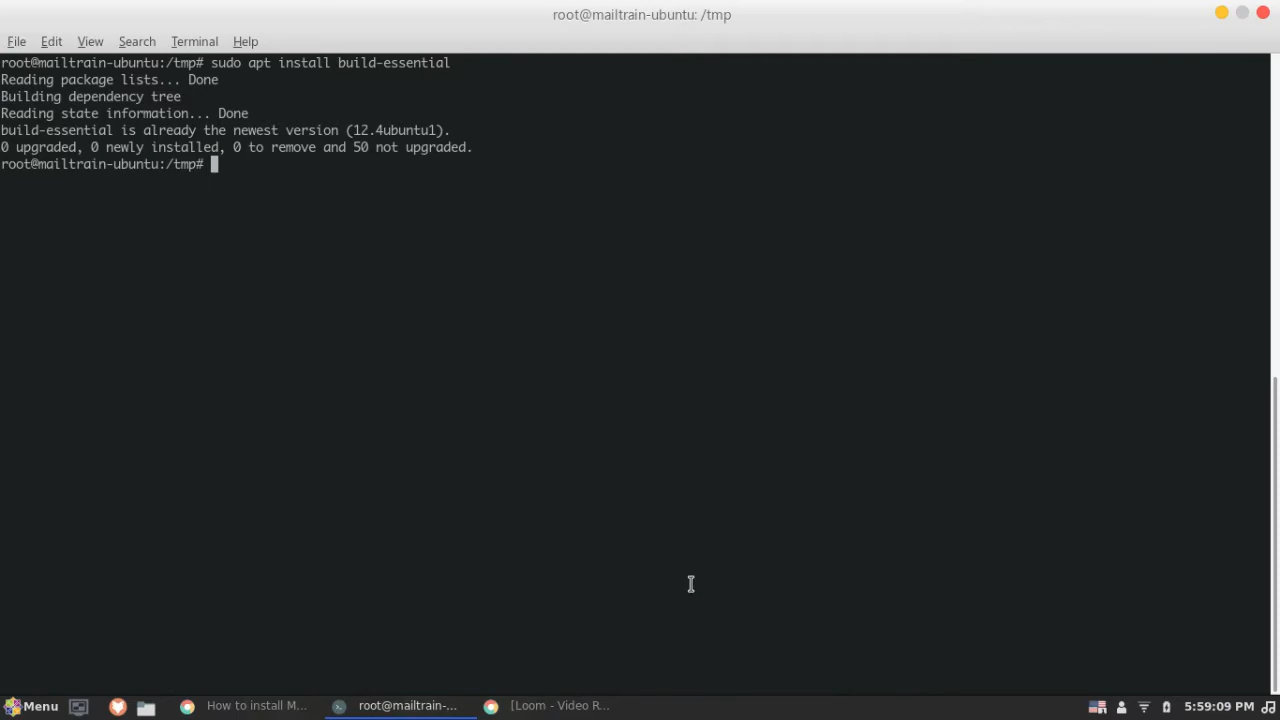 root@mailtrain-ubuntu: /tmp
File Edit View Search Terminal Help
root@mailtrain-ubuntu:/tmp# sudo apt install build-essential
Reading package lists... Done
Building dependency tree
Reading state information... Done
build-essential is already the newest version (12.4ubuntu1).
0 upgraded, 0 newly installed, 0 to remove and 50 not upgraded.
root@mailtrain-ubuntu:/tmp#
Menu How to install M... root@mailtrain-... [Loom - Video R... 5:59:09 PM